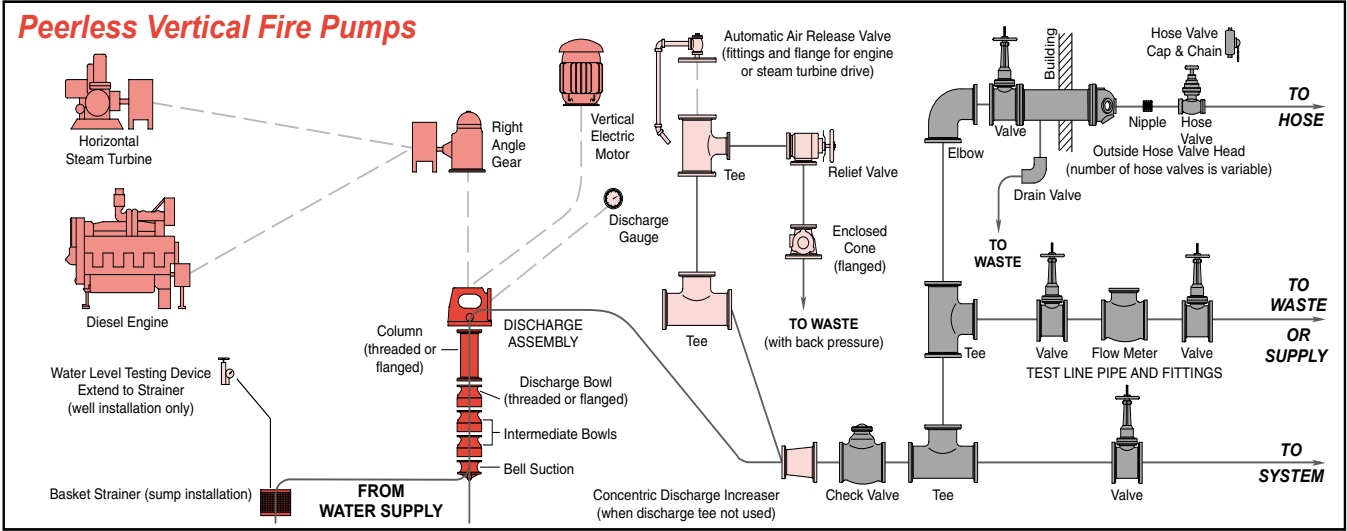 Peerless Vertical Fire Pumps
Horizontal
Steam Turbine
Diesel Engine
Right
Angle
Gear
Vertical
Electric
Motor
Discharge
Gauge
Automatic Air Release Valve
(fittings and flange for engine
or steam turbine drive)
Tee
Relief Valve
Enclosed
Cone
(flanged)
TO WASTE
(with back pressure)
Tee
Building
Hose Valve
Cap & Chain
Valve
Elbow
Nipple
Hose
Valve
TO
HOSE
Outside Hose Valve Head
(number of hose valves is variable)
Drain Valve
TO
WASTE
Tee
Valve
Flow Meter
Valve
TEST LINE PIPE AND FITTINGS
TO
WASTE
OR
SUPPLY
Column
(threaded or
flanged)
DISCHARGE
ASSEMBLY
Discharge Bowl
(threaded or flanged)
Intermediate Bowls
Bell Suction
Water Level Testing Device
Extend to Strainer
(well installation only)
Basket Strainer (sump installation)
FROM
WATER SUPPLY
Concentric Discharge Increaser
(when discharge tee not used)
Check Valve
Tee
Valve
TO
SYSTEM